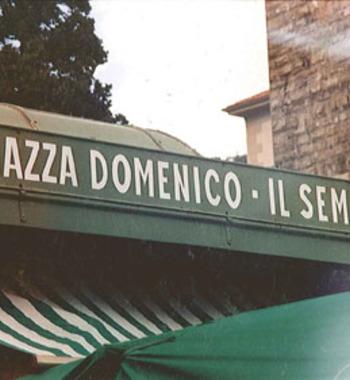 AZZA DOMENICO · IL SEM